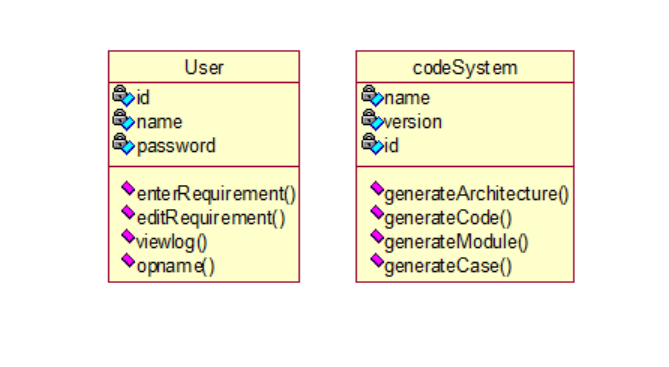 User
id
name
password
enterRequirement()
editRequirement()
viewlog()
opname()
codeSystem
name
version
id
generateArchitecture()
generateCode()
generateModule()
generateCase()